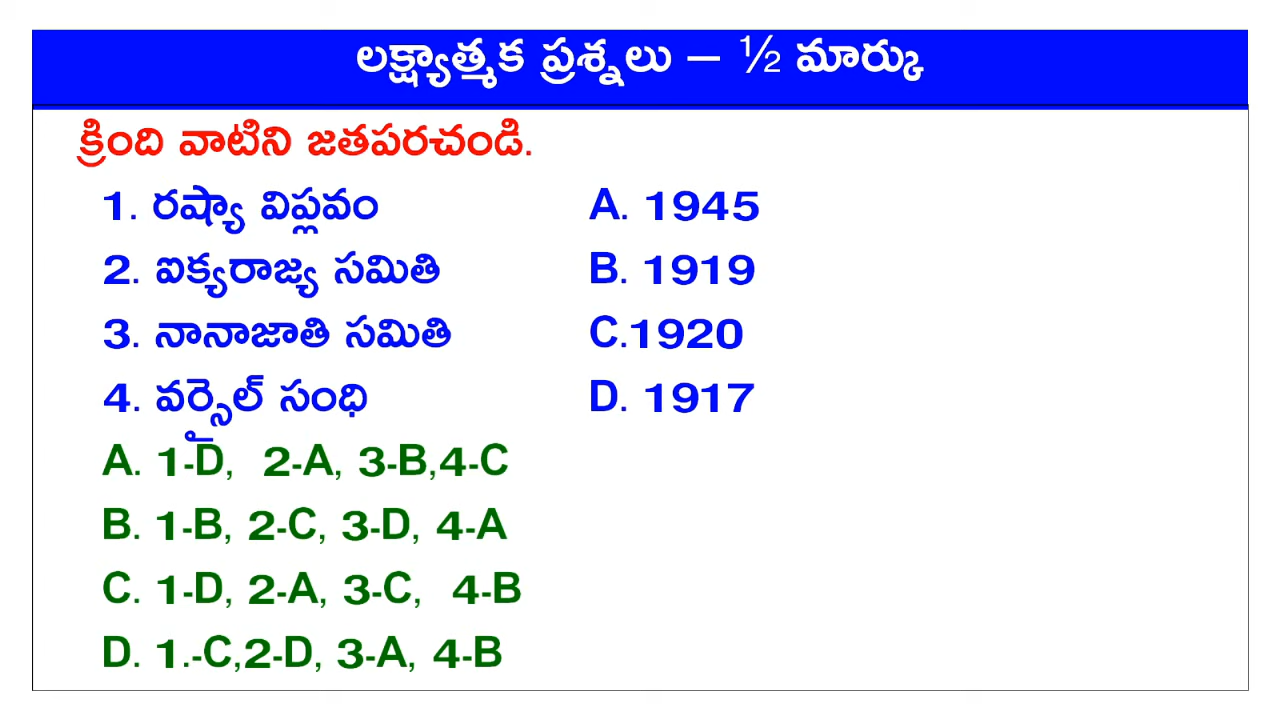 లక్ష్యాత్మక ప్రశ్నలు – ½ మార్కు
క్రింది వాటిని జతపరచండి.
1. రష్యా విప్లవం A. 1945
2. ఐక్యరాజ్య సమితి B. 1919
3. నానాజాతి సమితి C.1920
4. వర్సైల్ సంధి D. 1917
A. 1-D, 2-A, 3-B,4-C
B. 1-B, 2-C, 3-D, 4-A
C. 1-D, 2-A, 3-C, 4-B
D. 1.-C,2-D, 3-A, 4-B